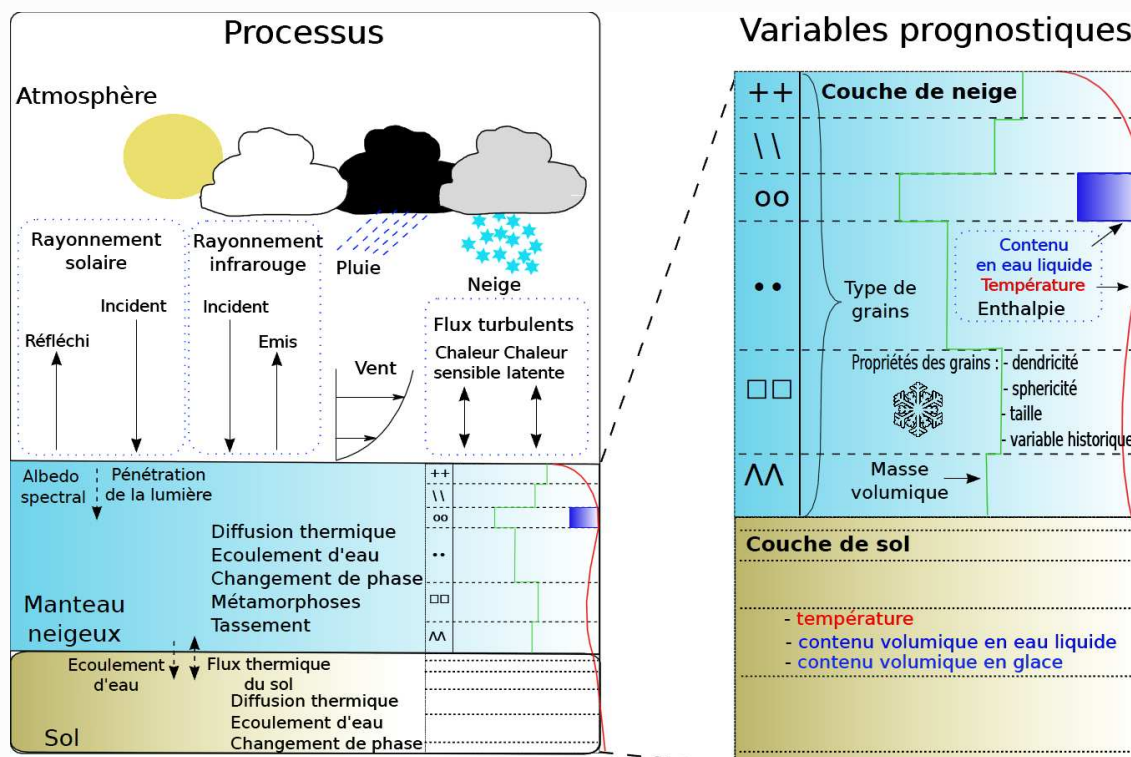 Processus
Atmosphère
Rayonnement
solaire
Incident
Réfléchi
Rayonnement
infrarouge
Incident
Emis
Pluie
Neige
Vent
Flux turbulents
Chaleur Chaleur
sensible latente
Albedo
spectral
Pénétration
de la lumière
Diffusion thermique
Ecoulement d'eau
Changement de phase
Métamorphoses
Tassement
Manteau
neigeux
++
\ \
oo
••
□□
ΛΛ
Ecoulement
d'eau
Flux thermique
du sol
Diffusion thermique
Ecoulement d'eau
Changement de phase
Sol
Variables prognostiques
Couche de neige
++
\ \
oo
••
□□
ΛΛ
Type de
grains
Contenu
en eau liquide
Température
Enthalpie
Propriétés des grains : - dendricité
- sphericité
- taille
- variable historique
Masse
volumique
Couche de sol
- température
- contenu volumique en eau liquide
- contenu volumique en glace